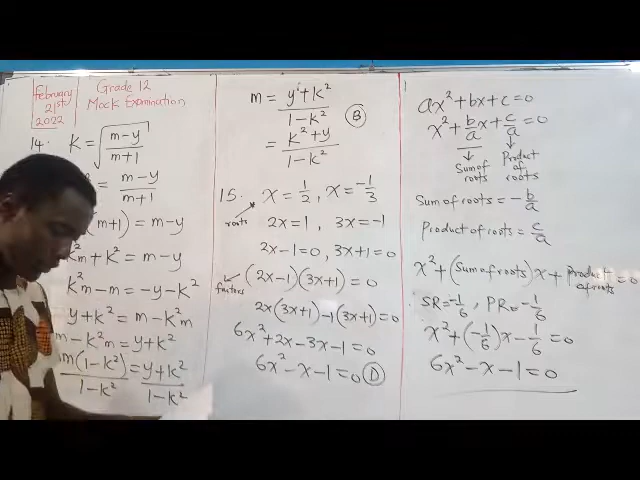 February
21st
2022
Grade 12
Mock Examination
14. K = √((m-y)/(m+1))
= (m-y)/(m+1)
(m+1) = m-y
k²m + k² = m-y
k²m - m = -y - k²
y + k² = m - k²m
m - k²m = y + k²
m(1-k²)/(1-k²) = (y+k²)/(1-k²)
m = (y+k²)/(1-k²)
B
= (k²+y)/(1-k²)
15. x = 1/2, x = -1/3
roots
2x = 1, 3x = -1
2x-1 = 0, 3x+1 = 0
(2x-1)(3x+1) = 0
factors
2x(3x+1) -1(3x+1) = 0
6x² + 2x - 3x - 1 = 0
6x² - x - 1 = 0 D
ax² + bx + c = 0
x² + b/a x + c/a = 0
Sum of roots
Product of roots
Sum of roots = -b/a
Product of roots = c/a
x² + (Sum of roots)x + Product of roots = 0
SR = -1/6, PR = -1/6
x² + (-1/6)x - 1/6 = 0
6x² - x - 1 = 0